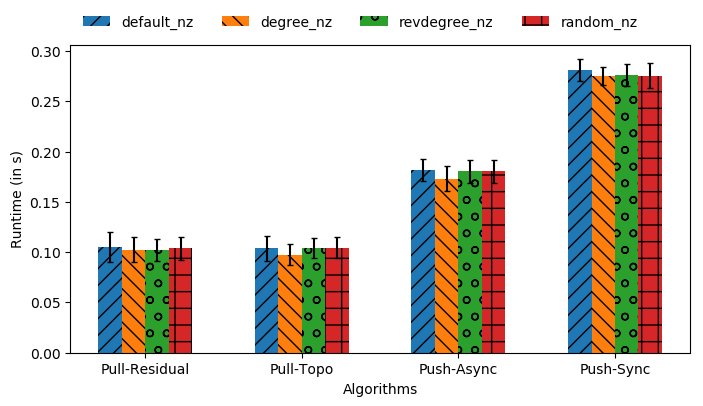 default_nz degree_nz revdegree_nz random_nz
0.30
0.25
0.20
0.15
0.10
0.05
0.00
Runtime (in s)
Pull-Residual Pull-Topo Push-Async Push-Sync
Algorithms